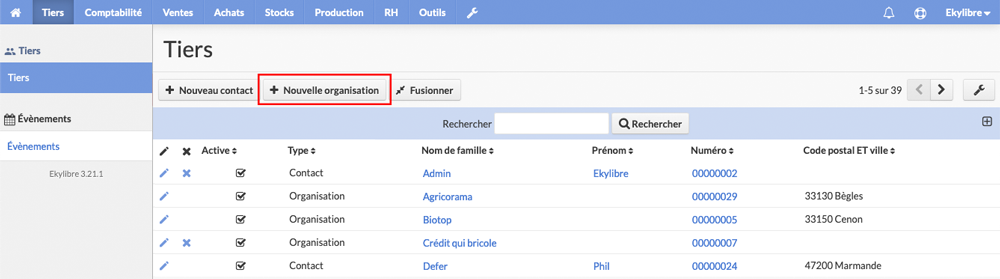 Tiers Comptabilité Ventes Achats Stocks Production RH Outils Ekylibre
Tiers
Tiers
Évènements
Évènements
Ekylibre 3.21.1
Tiers
Nouveau contact Nouvelle organisation Fusionner 1-5 sur 39
Rechercher Rechercher
Active Type Nom de famille Prénom Numéro Code postal ET ville
Contact Admin Ekylibre 00000002
Organisation Agricorama 00000029 33130 Bègles
Organisation Biotop 00000005 33150 Cenon
Organisation Crédit qui bricole 00000007
Contact Defer Phil 00000024 47200 Marmande